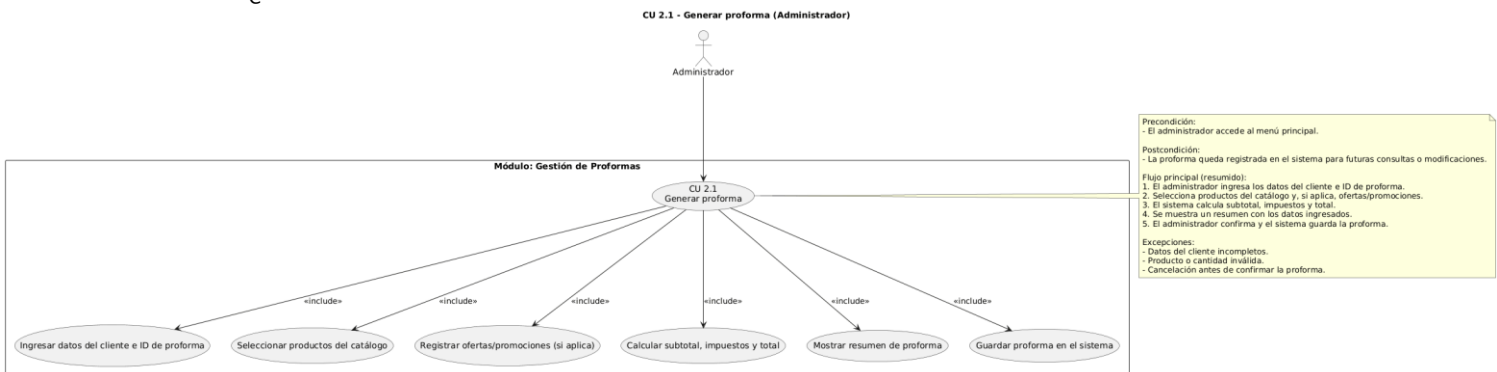 CU 2.1 - Generar proforma (Administrador)
Administrador
Precondición:
- El administrador accede al menú principal.
Postcondición:
- La proforma queda registrada en el sistema para futuras consultas o modificaciones.
Flujo principal (resumido):
1. El administrador ingresa los datos del cliente e ID de proforma.
2. Selecciona productos del catálogo y, si aplica, ofertas/promociones.
3. El sistema calcula subtotal, impuestos y total.
4. Se muestra un resumen con los datos ingresados.
5. El administrador confirma y el sistema guarda la proforma.
Excepciones:
- Datos del cliente incompletos.
- Producto o cantidad inválida.
- Cancelación antes de confirmar la proforma.
Módulo: Gestión de Proformas
CU 2.1
Generar proforma
«include»
«include»
«include»
«include»
«include»
«include»
Ingresar datos del cliente e ID de proforma
Seleccionar productos del catálogo
Registrar ofertas/promociones (si aplica)
Calcular subtotal, impuestos y total
Mostrar resumen de proforma
Guardar proforma en el sistema